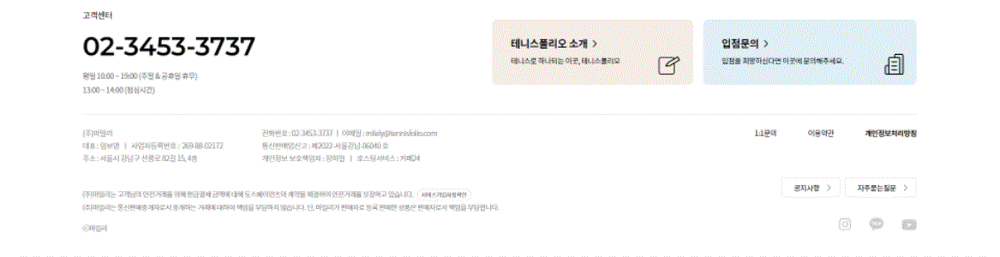 고객센터
02-3453-3737
평일 10:00 ~ 19:00 (주말 & 공휴일 휴무)
13:00 ~ 14:00 (점심시간)
테니스폴리오 소개 >
테니스로 하나되는 이곳, 테니스폴리오
입점문의 >
입점을 희망하신다면 이곳에 문의해주세요.
(주)마일리
대표 : 임보영 | 사업자등록번호 : 269-88-02172
주소 : 서울시 강남구 선릉로 82길 15, 4층
전화번호 : 02-3453-3737 | 이메일 : milely@tennisfolio.com
통신판매업신고 : 제2022-서울강남-06040 호
개인정보 보호책임자 : 정하일 | 호스팅서비스 : 카페24
1:1문의 이용약관 개인정보처리방침
(주)마일리는 고객님의 안전거래를 위해 현금결제 금액에 대해 토스페이먼츠와 계약을 체결하여 안전거래를 보장하고 있습니다. 서비스가입사실확인
(주)마일리는 통신판매중개자로서 중개하는 거래에 대하여 책임을 부담하지 않습니다. 단, 마일리가 판매자로 등록 판매한 상품은 판매자로서 책임을 부담합니다.
공지사항 > 자주묻는질문 >
ⓒ마일리